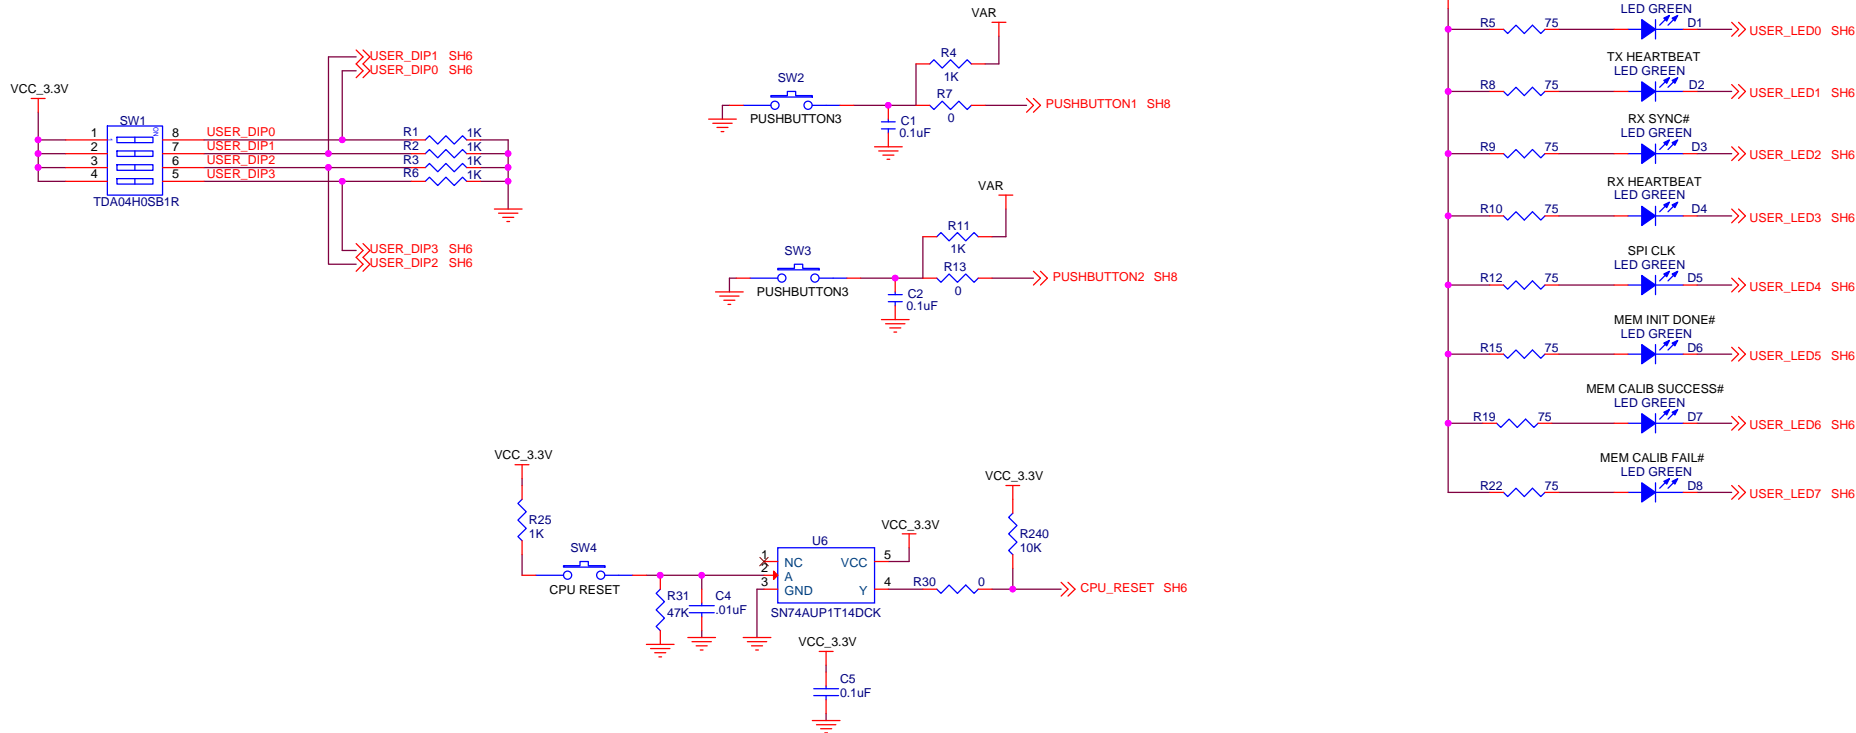 USER_DIP1 SH6
USER_DIP0 SH6
VCC_3.3V
SW1
NO
1 8 USER_DIP0 R1 1K
2 7 USER_DIP1 R2 1K
3 6 USER_DIP2 R3 1K
4 5 USER_DIP3 R6 1K
TDA04H0SB1R
USER_DIP3 SH6
USER_DIP2 SH6
VAR
R4
1K
SW2
R7
0
PUSHBUTTON1 SH8
PUSHBUTTON3
C1
0.1uF
VAR
R11
1K
SW3
R13
0
PUSHBUTTON2 SH8
PUSHBUTTON3
C2
0.1uF
VCC_3.3V
R25
1K
SW4
CPU RESET
R31
47K
C4
.01uF
U6
1 NC VCC 5
2 A
3 GND Y 4
SN74AUP1T14DCK
VCC_3.3V
R30 0
VCC_3.3V
R240
10K
CPU_RESET SH6
VCC_3.3V
C5
0.1uF
LED GREEN
R5 75 D1 USER_LED0 SH6
TX HEARTBEAT
LED GREEN
R8 75 D2 USER_LED1 SH6
RX SYNC#
LED GREEN
R9 75 D3 USER_LED2 SH6
RX HEARTBEAT
LED GREEN
R10 75 D4 USER_LED3 SH6
SPI CLK
LED GREEN
R12 75 D5 USER_LED4 SH6
MEM INIT DONE#
LED GREEN
R15 75 D6 USER_LED5 SH6
MEM CALIB SUCCESS#
LED GREEN
R19 75 D7 USER_LED6 SH6
MEM CALIB FAIL#
LED GREEN
R22 75 D8 USER_LED7 SH6